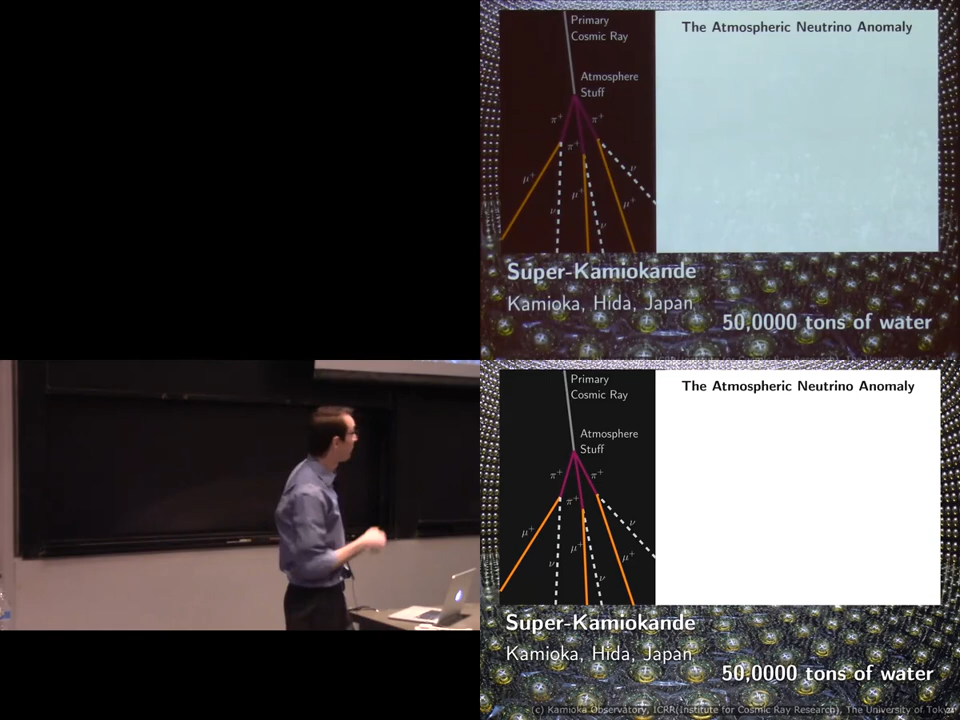 Primary
Cosmic Ray
The Atmospheric Neutrino Anomaly
Atmosphere
Stuff
π⁺
π⁺
π⁺
μ⁺
ν
μ⁺
μ⁺
ν
ν
Super-Kamiokande
Kamioka, Hida, Japan
50,0000 tons of water
Primary
Cosmic Ray
The Atmospheric Neutrino Anomaly
Atmosphere
Stuff
π⁺
π⁺
π⁺
ν
μ⁺
μ⁺
μ⁺
ν
ν
Super-Kamiokande
Kamioka, Hida, Japan
50,0000 tons of water
(c) Kamioka Observatory, ICRR(Institute for Cosmic Ray Research), The University of Tokyo